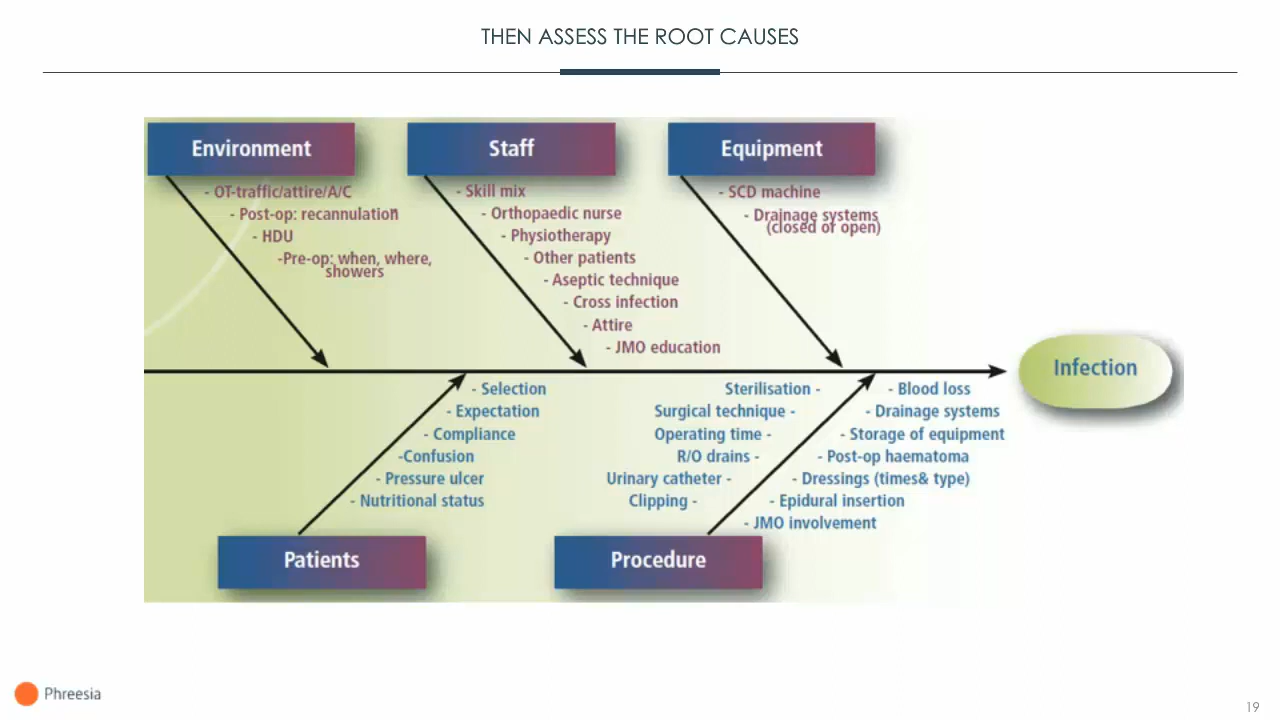 THEN ASSESS THE ROOT CAUSES
Environment
- OT-traffic/attire/A/C
- Post-op: recannulation
- HDU
-Pre-op: when, where,
showers
Staff
- Skill mix
- Orthopaedic nurse
- Physiotherapy
- Other patients
- Aseptic technique
- Cross infection
- Attire
- JMO education
Equipment
- SCD machine
- Drainage systems
(closed or open)
Infection
- Selection
- Expectation
- Compliance
-Confusion
- Pressure ulcer
- Nutritional status
Patients
Sterilisation -
Surgical technique -
Operating time -
R/O drains -
Urinary catheter -
Clipping -
- Blood loss
- Drainage systems
- Storage of equipment
- Post-op haematoma
- Dressings (times& type)
- Epidural insertion
- JMO involvement
Procedure
Phreesia
19